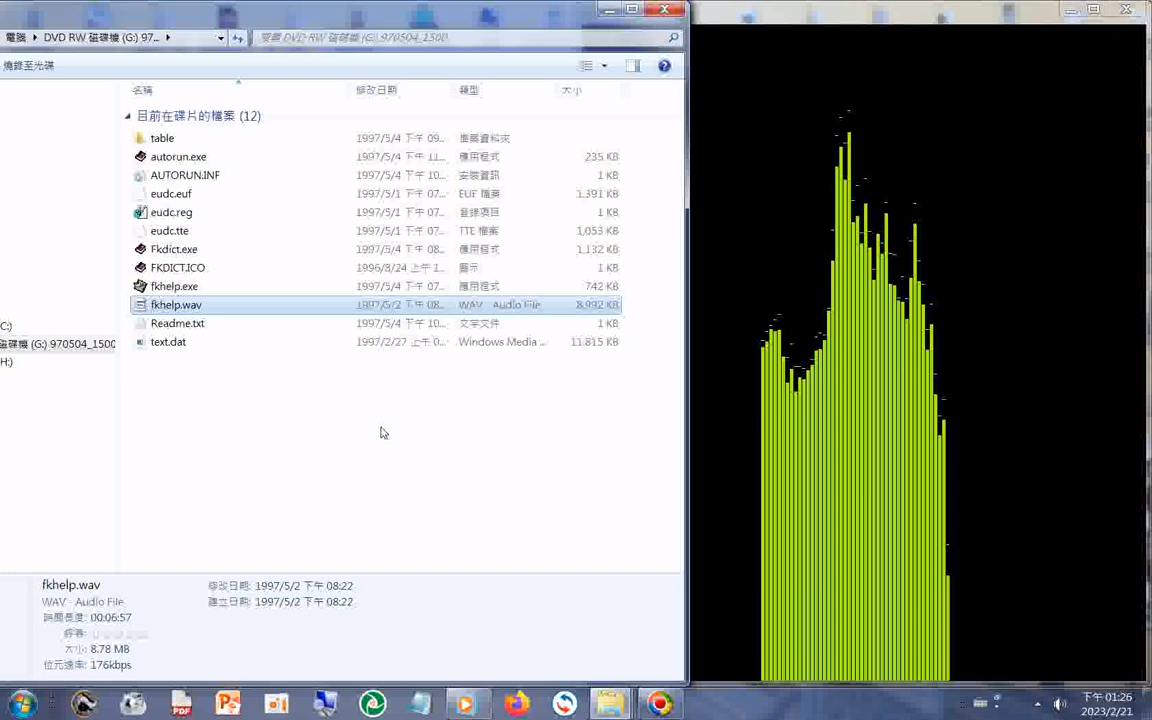 電腦 ▸ DVD RW 磁碟機 (G:) 97... ▸
搜尋 DVD RW 磁碟機 (G:) 970504_1500
燒錄至光碟
名稱 修改日期 類型 大小
目前在碟片的檔案 (12)
table 1997/5/4 下午 09... 檔案資料夾
autorun.exe 1997/5/4 下午 11... 應用程式 235 KB
AUTORUN.INF 1997/5/4 下午 10... 安裝資訊 1 KB
eudc.euf 1997/5/1 下午 07... EUF 檔案 1,391 KB
eudc.reg 1997/5/1 下午 07... 登錄項目 1 KB
eudc.tte 1997/5/1 下午 07... TTE 檔案 1,053 KB
Fkdict.exe 1997/5/4 下午 08... 應用程式 1,132 KB
FKDICT.ICO 1996/8/24 上午 1... 圖示 1 KB
fkhelp.exe 1997/5/4 下午 07... 應用程式 742 KB
fkhelp.wav 1997/5/2 下午 08... WAV - Audio File 8,992 KB
Readme.txt 1997/5/4 下午 10... 文字文件 1 KB
text.dat 1997/2/27 上午 0... Windows Media ... 11,815 KB
C:)
磁碟機 (G:) 970504_1500
H:)
fkhelp.wav
修改日期: 1997/5/2 下午 08:22
WAV - Audio File
建立日期: 1997/5/2 下午 08:22
時間長度: 00:06:57
大小: 8.78 MB
位元速率: 176kbps
PDF
下午 01:26
2023/2/21